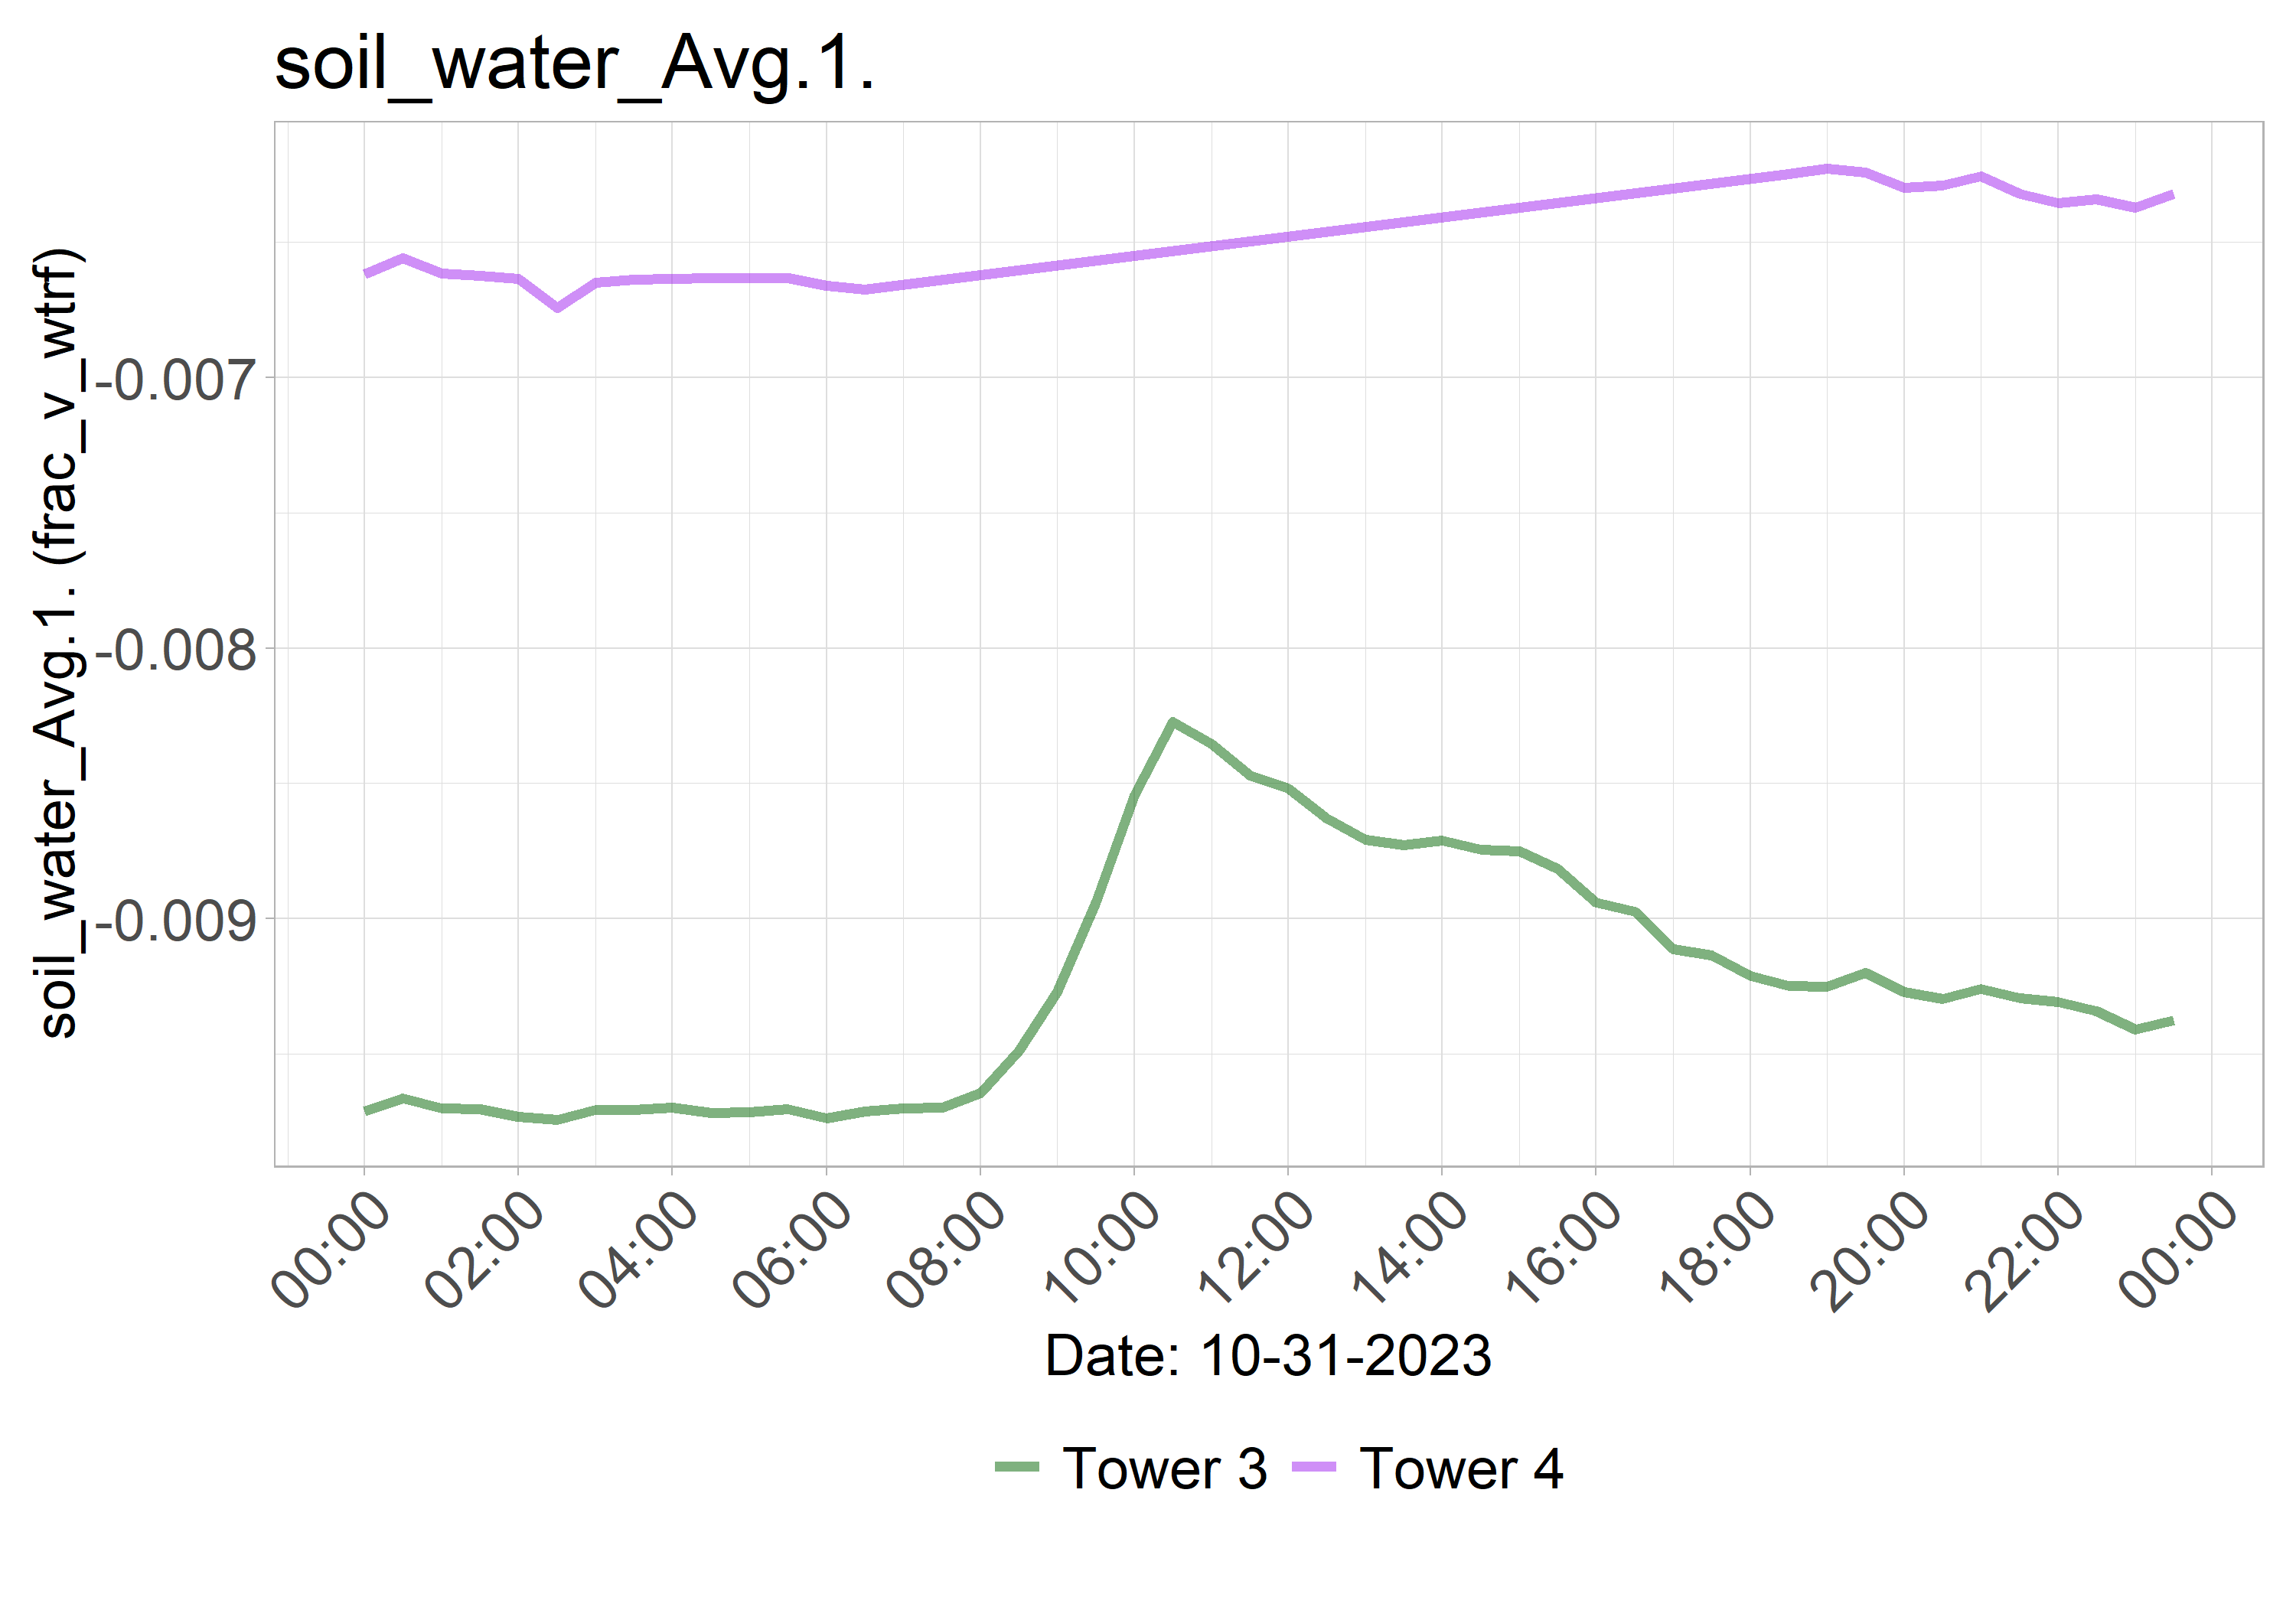 soil_water_Avg.1.
soil_water_Avg.1. (frac_v_wtrf)
-0.007
-0.008
-0.009
00:00 02:00 04:00 06:00 08:00 10:00 12:00 14:00 16:00 18:00 20:00 22:00 00:00
Date: 10-31-2023
Tower 3 Tower 4